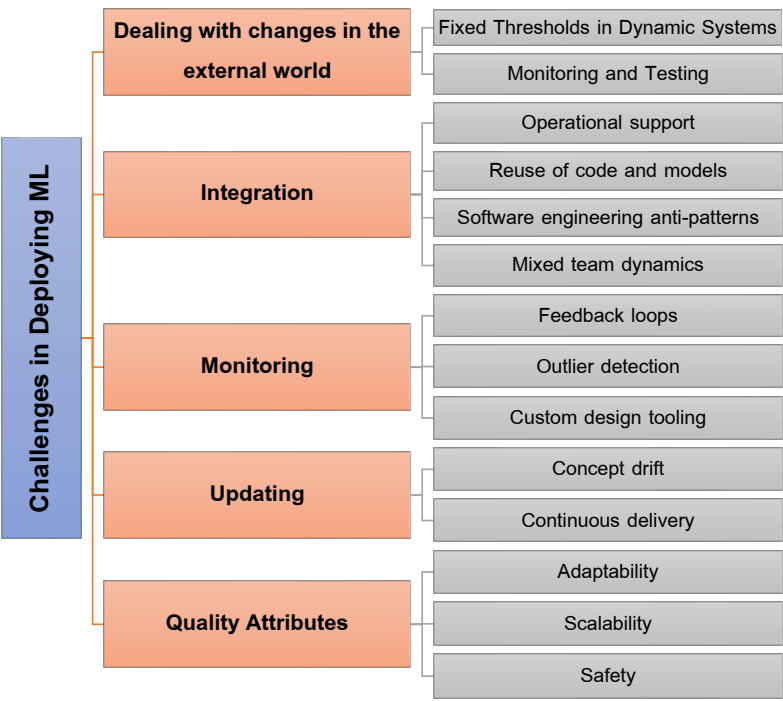 Challenges in Deploying ML
Dealing with changes in the
external world
Fixed Thresholds in Dynamic Systems
Monitoring and Testing
Integration
Operational support
Reuse of code and models
Software engineering anti-patterns
Mixed team dynamics
Monitoring
Feedback loops
Outlier detection
Custom design tooling
Updating
Concept drift
Continuous delivery
Quality Attributes
Adaptability
Scalability
Safety